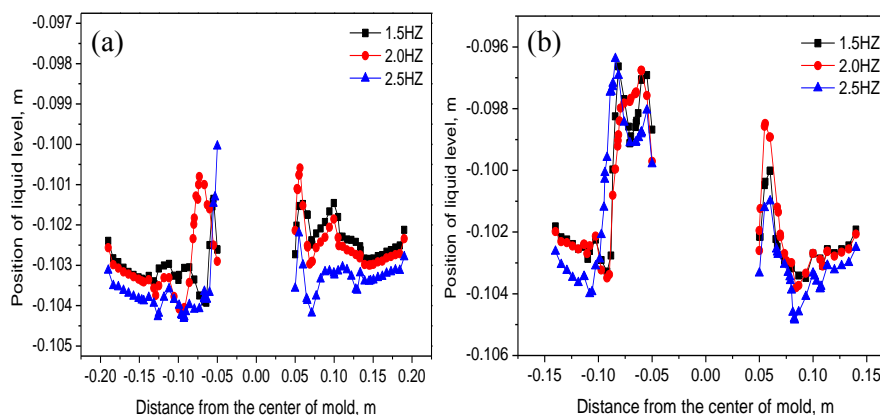 (a)
1.5HZ
2.0HZ
2.5HZ
Position of liquid level, m
-0.097
-0.098
-0.099
-0.100
-0.101
-0.102
-0.103
-0.104
-0.105
-0.20 -0.15 -0.10 -0.05 0.00 0.05 0.10 0.15 0.20
Distance from the center of mold, m
(b)
1.5HZ
2.0HZ
2.5HZ
Position of liquid level, m
-0.096
-0.098
-0.100
-0.102
-0.104
-0.106
-0.15 -0.10 -0.05 0.00 0.05 0.10 0.15
Distance from the center of mold, m